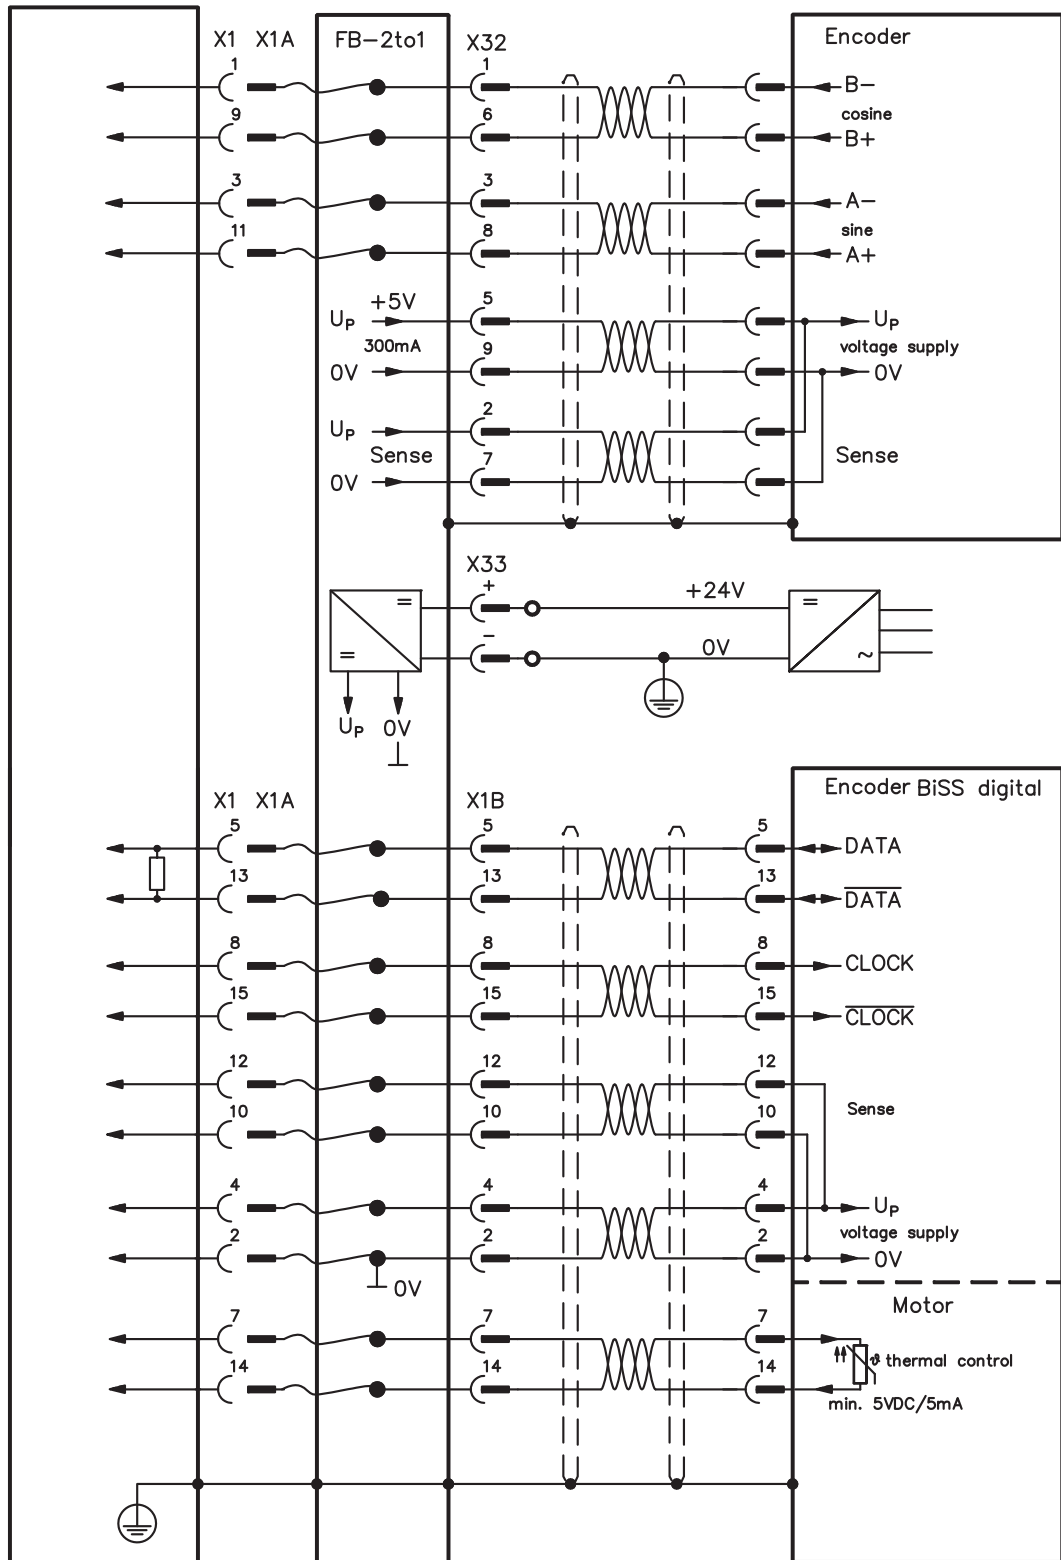 X1 X1A FB-2to1 X32 Encoder
1 1 B-
cosine
9 6 B+
3 3 A-
sine
11 8 A+
+5V 5
UP UP
300mA voltage supply
0V 9 0V
UP 2
Sense Sense
0V 7
X33
+ +24V
=
=
- 0V
=
~
UP 0V
X1 X1A X1B Encoder BiSS digital
5 5 5 DATA
13 13 13 DATA
8 8 8 CLOCK
15 15 15 CLOCK
12 12 12
Sense
10 10 10
4 4 4 UP
voltage supply
2 2 2 0V
0V
Motor
7 7 7
ϑ thermal control
14 14 14
min. 5VDC/5mA